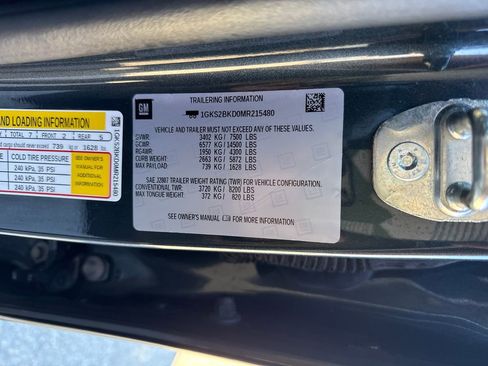 AND LOADING INFORMATION
TOTAL 7 FRONT 2 REAR 5
and cargo should never exceed 739 kg or 1628 lbs
COLD TIRE PRESSURE
240 kPa, 35 PSI
240 kPa, 35 PSI
240 kPa, 35 PSI
SEE OWNER'S
MANUAL FOR
ADDITIONAL
INFORMATION
1GKS2BKD0MR215480
GM
TRAILERING INFORMATION
1GKS2BKD0MR215480
VEHICLE AND TRAILER MUST NOT EXCEED ANY OF THESE VALUES.
GVWR: 3402 KG / 7500 LBS
GCWR: 6577 KG / 14500 LBS
RGAWR: 1950 KG / 4300 LBS
CURB WEIGHT: 2663 KG / 5872 LBS
MAX PAYLOAD: 739 KG / 1628 LBS
SAE J2807 TRAILER WEIGHT RATING (TWR) FOR VEHICLE CONFIGURATION.
CONVENTIONAL TWR: 3720 KG / 8200 LBS
MAX TONGUE WEIGHT: 372 KG / 820 LBS
SEE OWNER'S MANUAL FOR MORE INFORMATION